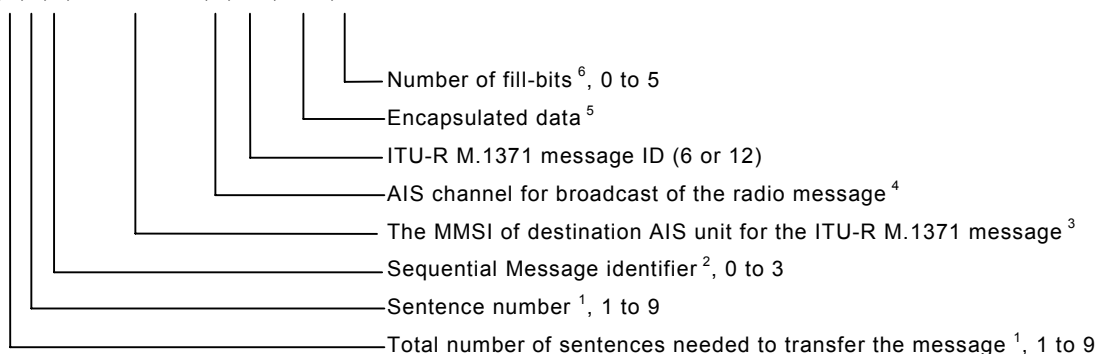 Number of fill-bits 6, 0 to 5
Encapsulated data 5
ITU-R M.1371 message ID (6 or 12)
AIS channel for broadcast of the radio message 4
The MMSI of destination AIS unit for the ITU-R M.1371 message 3
Sequential Message identifier 2, 0 to 3
Sentence number 1, 1 to 9
Total number of sentences needed to transfer the message 1, 1 to 9